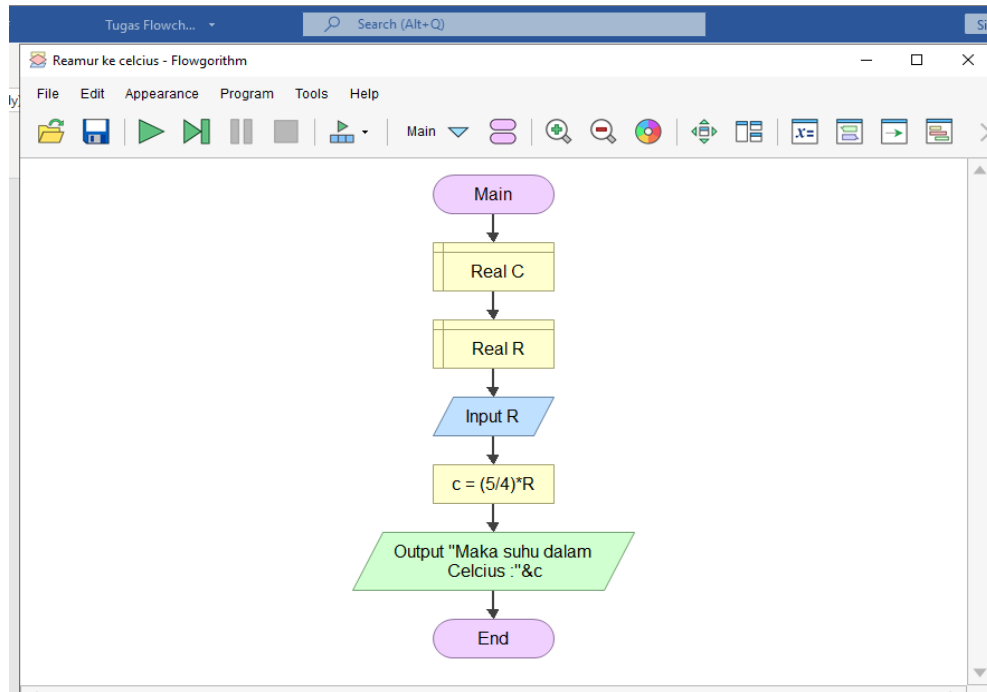 Tugas Flowch...
Search (Alt+Q)
Si
Reamur ke celcius - Flowgorithm
File Edit Appearance Program Tools Help
Main
x=
Main
Real C
Real R
Input R
c = (5/4)*R
Output "Maka suhu dalam
Celcius :"&c
End